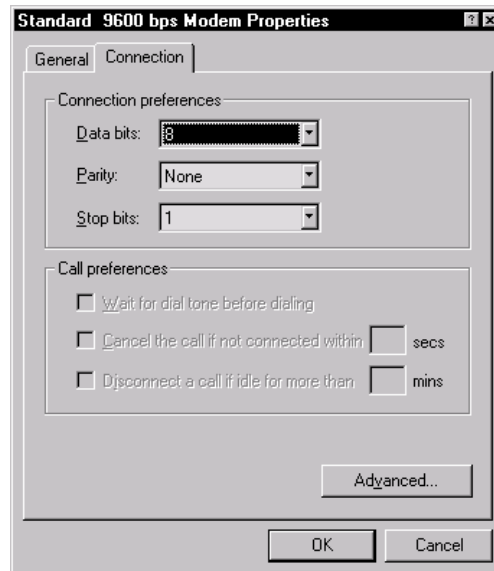 Standard 9600 bps Modem Properties
General Connection
Connection preferences
Data bits: 8
Parity: None
Stop bits: 1
Call preferences
Wait for dial tone before dialing
Cancel the call if not connected within secs
Disconnect a call if idle for more than mins
Advanced...
OK Cancel